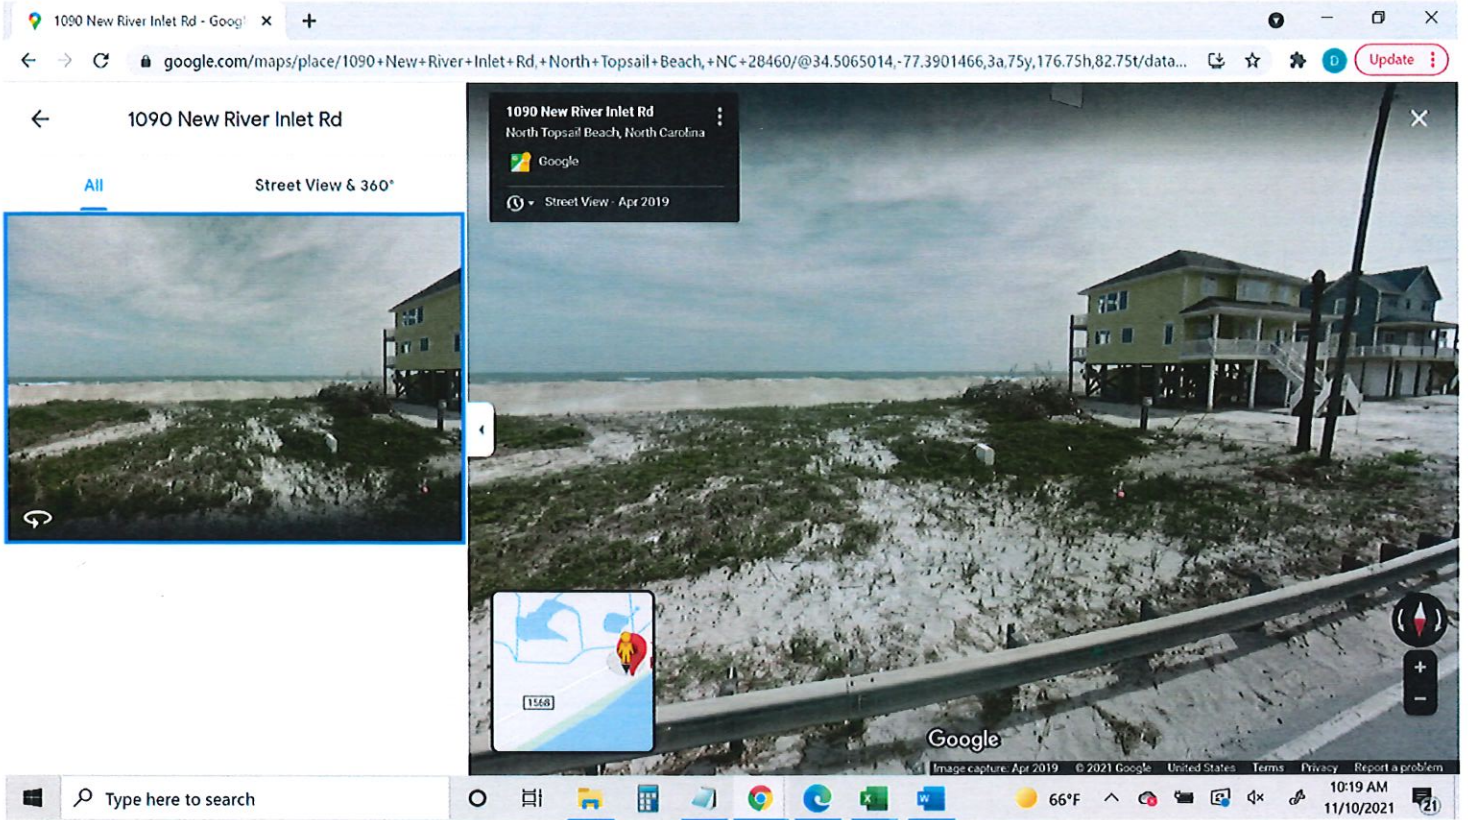 1090 New River Inlet Rd - Goog
google.com/maps/place/1090+New+River+Inlet+Rd,+North+Topsail+Beach,+NC+28460/@34.5065014,-77.3901466,3a,75y,176.75h,82.75t/data...
D
Update
1090 New River Inlet Rd
All
Street View & 360°
1090 New River Inlet Rd
North Topsail Beach, North Carolina
Google
Street View - Apr 2019
1568
Google
Image capture: Apr 2019 © 2021 Google United States Terms Privacy Report a problem
Type here to search
X
W
66°F
10:19 AM
11/10/2021
21